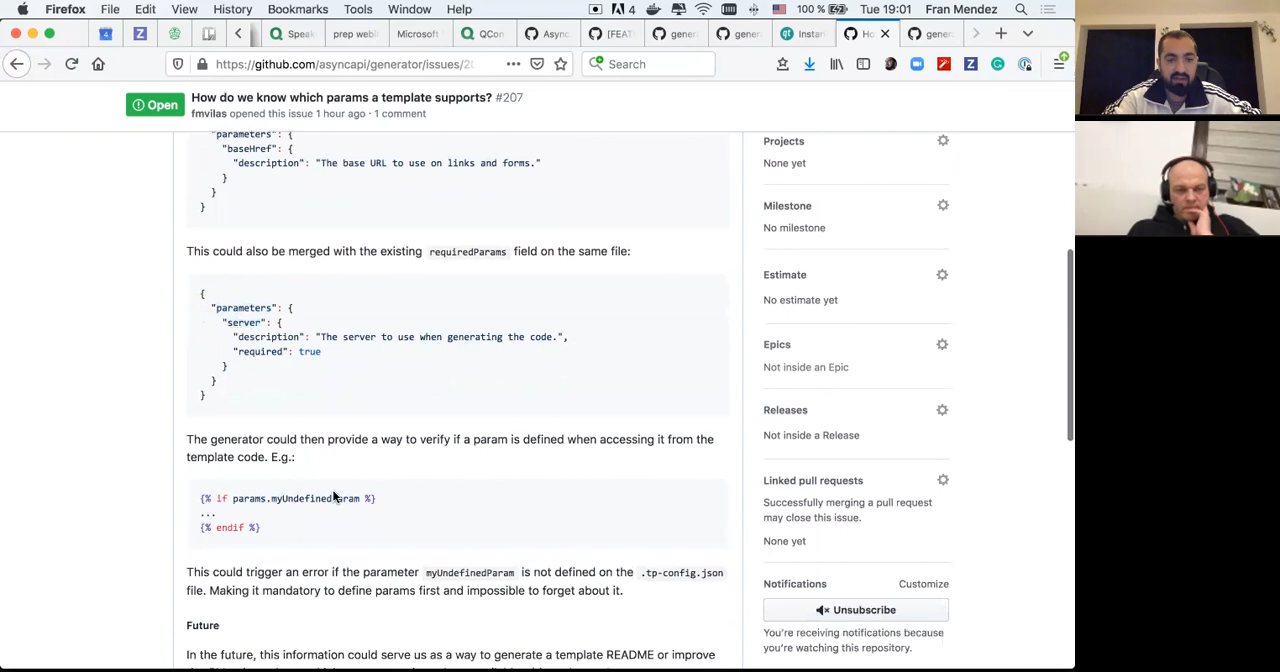 Firefox File Edit View History Bookmarks Tools Window Help 4 100 % Tue 19:01 Fran Mendez
4 Z Speak prep webi Microsoft QCon Async [FEAT gener gener Instan Ho gener
https://github.com/asyncapi/generator/issues/20 Search
Open How do we know which params a template supports? #207
fmvilas opened this issue 1 hour ago · 1 comment
"parameters": {
"baseHref": {
"description": "The base URL to use on links and forms."
}
}
}
This could also be merged with the existing requiredParams field on the same file:
{
"parameters": {
"server": {
"description": "The server to use when generating the code.",
"required": true
}
}
}
The generator could then provide a way to verify if a param is defined when accessing it from the
template code. E.g.:
{% if params.myUndefinedParam %}
...
{% endif %}
This could trigger an error if the parameter myUndefinedParam is not defined on the .tp-config.json
file. Making it mandatory to define params first and impossible to forget about it.
Future
In the future, this information could serve us as a way to generate a template README or improve
Projects
None yet
Milestone
No milestone
Estimate
No estimate yet
Epics
Not inside an Epic
Releases
Not inside a Release
Linked pull requests
Successfully merging a pull request
may close this issue.
None yet
Notifications Customize
Unsubscribe
You're receiving notifications because
you're watching this repository.